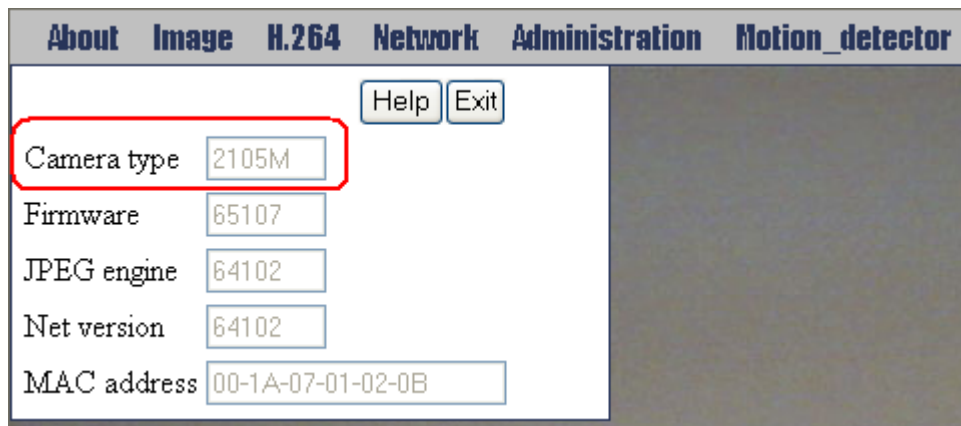 About Image H.264 Network Administration Motion_detector
Help Exit
Camera type 2105M
Firmware 65107
JPEG engine 64102
Net version 64102
MAC address 00-1A-07-01-02-0B